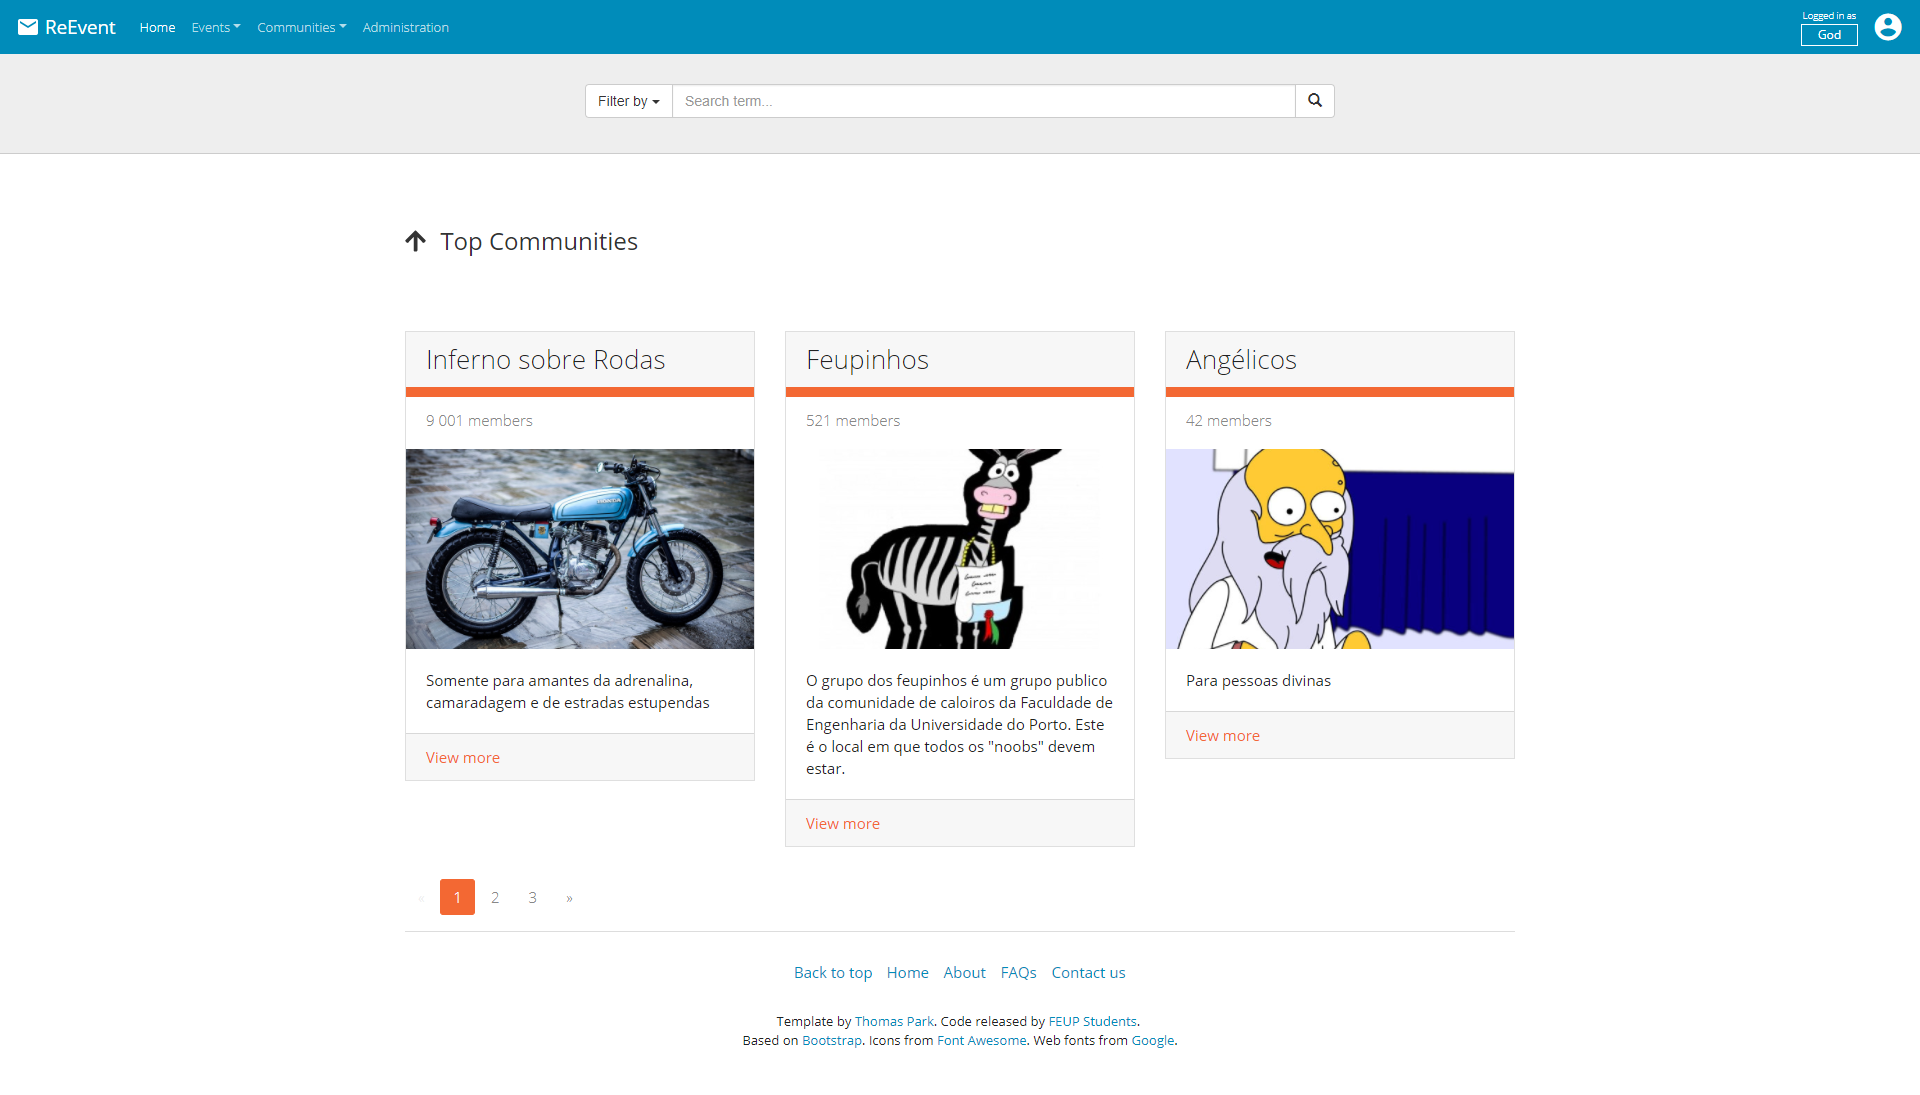 ReEvent Home Events Communities Administration
Logged in as
God
Filter by Search term...
Top Communities
Inferno sobre Rodas
9 001 members
Somente para amantes da adrenalina,
camaradagem e de estradas estupendas
View more
Feupinhos
521 members
O grupo dos feupinhos é um grupo publico
da comunidade de caloiros da Faculdade de
Engenharia da Universidade do Porto. Este
é o local em que todos os "noobs" devem
estar.
View more
Angélicos
42 members
Para pessoas divinas
View more
« 1 2 3 »
Back to top Home About FAQs Contact us
Template by Thomas Park. Code released by FEUP Students.
Based on Bootstrap. Icons from Font Awesome. Web fonts from Google.